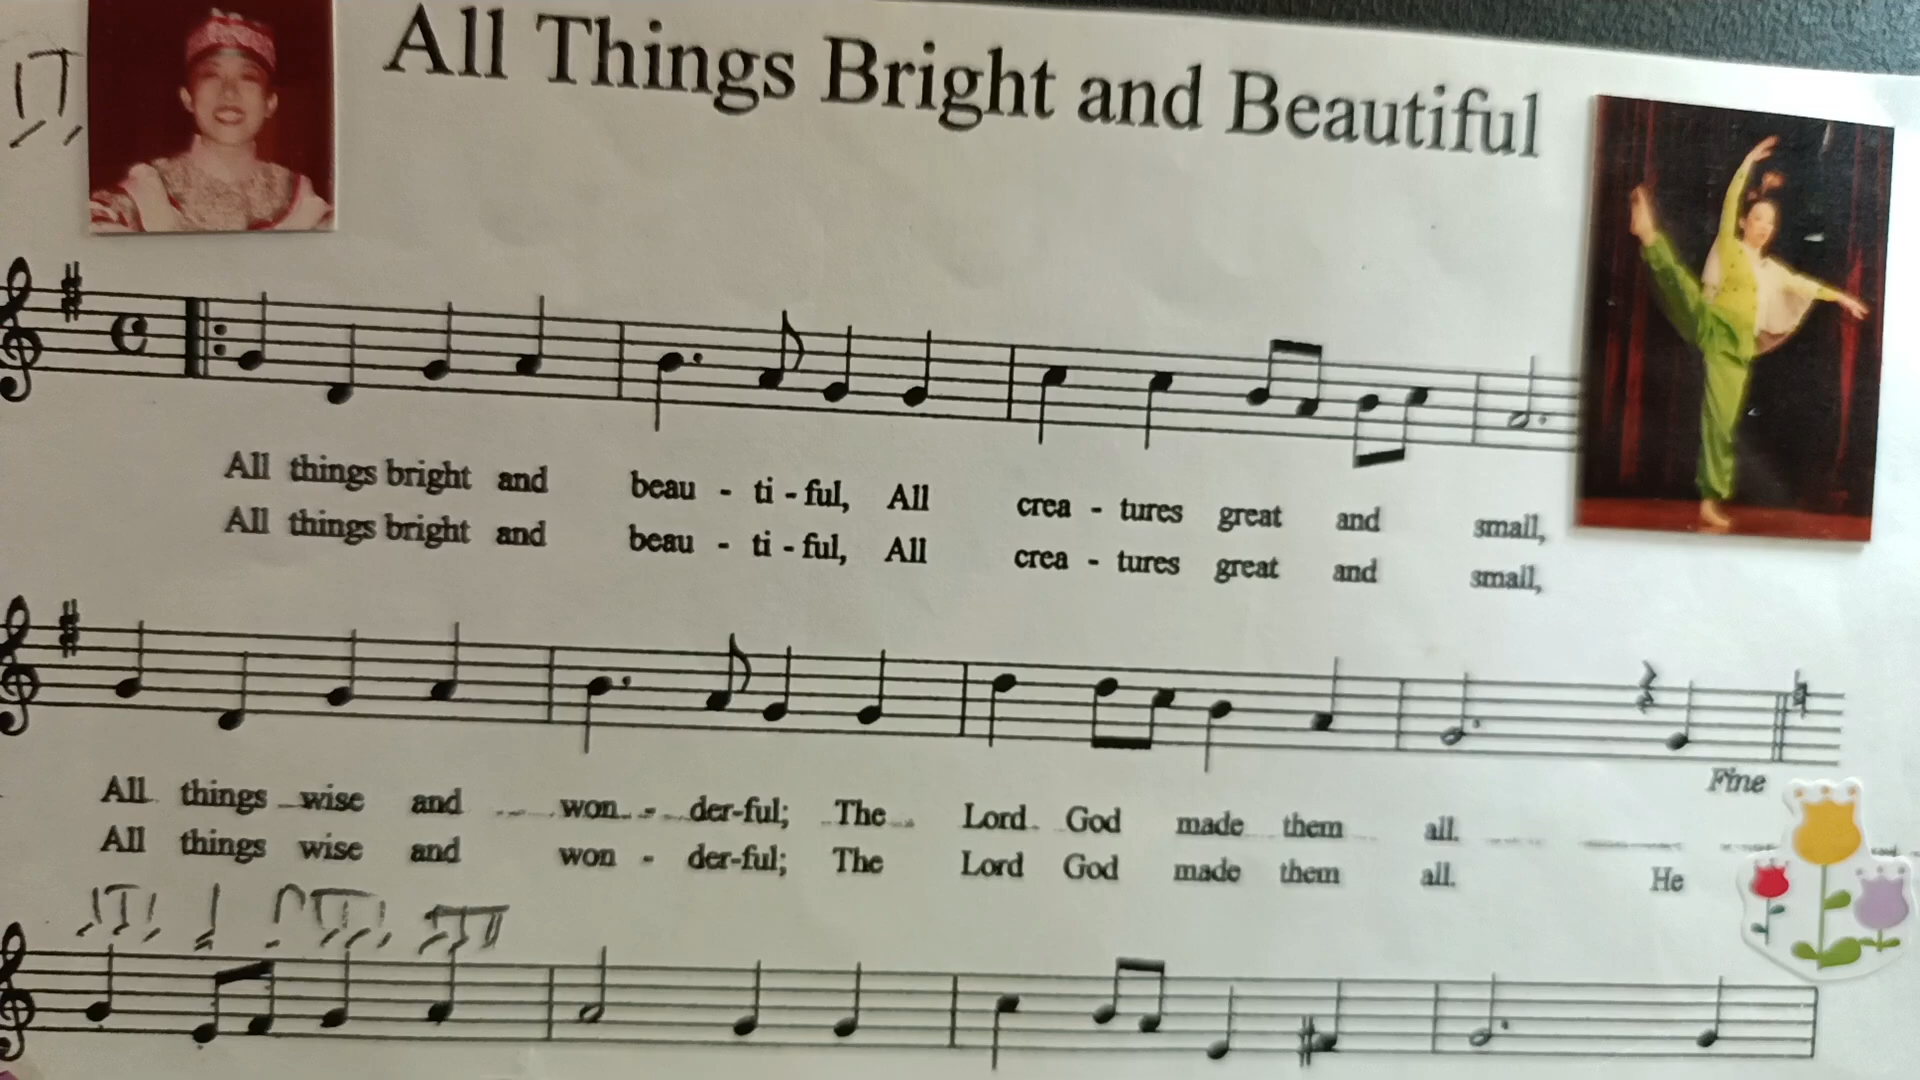 All Things Bright and Beautiful
All things bright and beau - ti - ful, All crea - tures great and small,
All things bright and beau - ti - ful, All crea - tures great and small,
Fine
All things wise and won - der-ful; The Lord God made them all.
All things wise and won - der-ful; The Lord God made them all. He